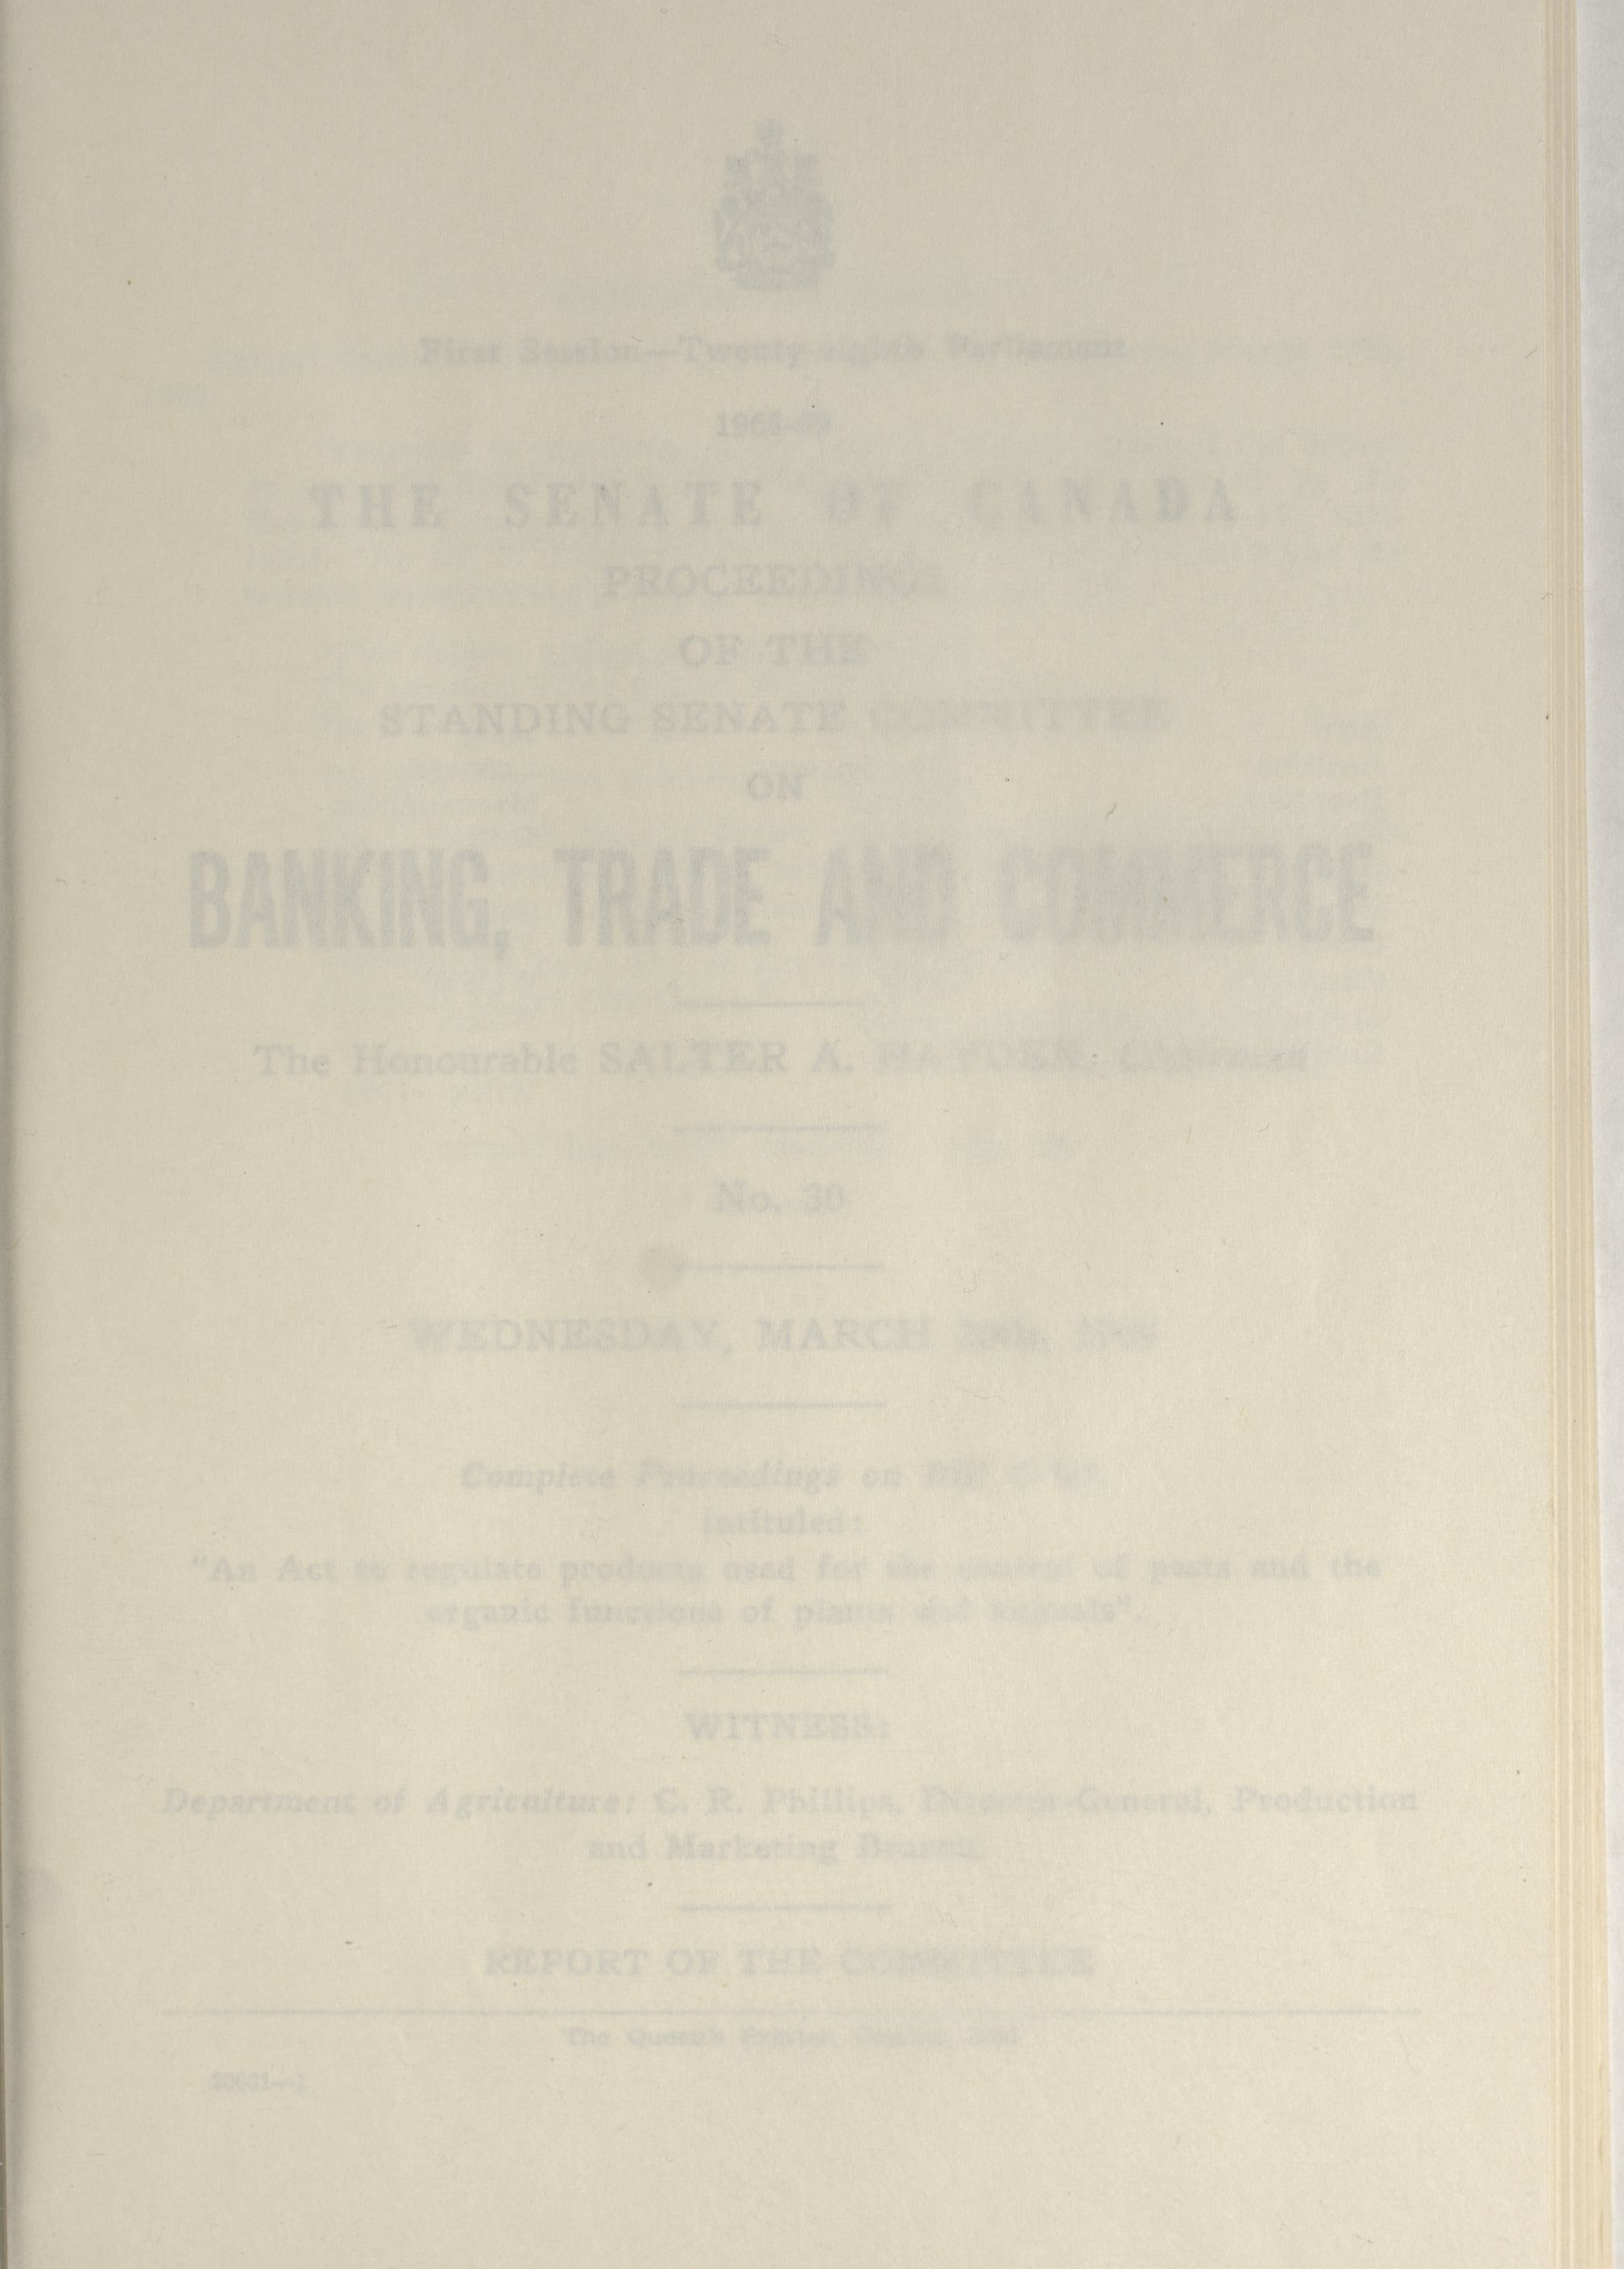 First Session—Twenty-eighth Parliament
1968-69
THE SENATE OF CANADA
PROCEEDINGS
OF THE
STANDING SENATE COMMITTEE
ON
BANKING, TRADE AND COMMERCE
The Honourable SALTER A. HAYDEN, Chairman
No. 30
WEDNESDAY, MARCH
Complete Proceedings on Bill
intituled:
"An Act to regulate products used for the control of pests and the
organic functions of plants and animals".
WITNESS:
Department of Agriculture: C. R. Phillips, Director-General, Production
and Marketing Branch.
REPORT OF THE COMMITTEE
The Queen's Printer, Ottawa,